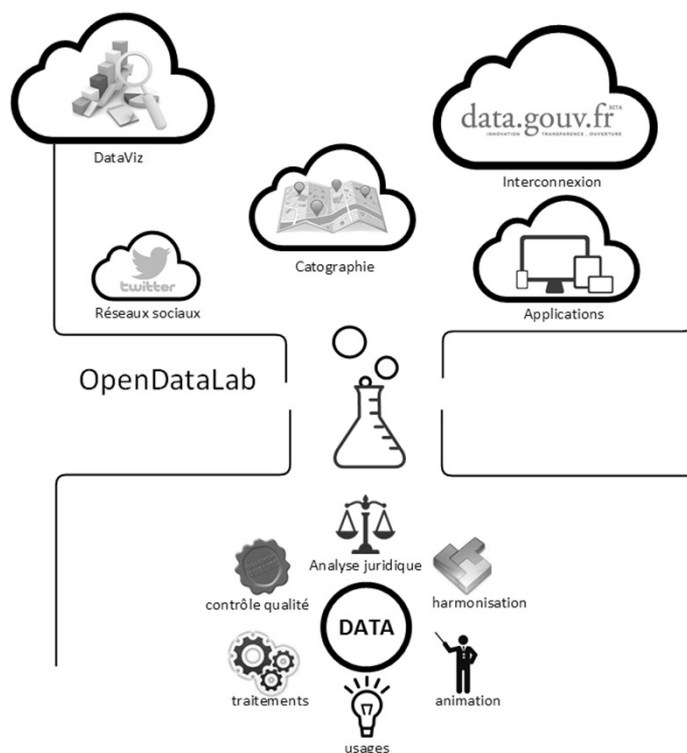 data.gouv.fr BETA
INNOVATION TRANSPARENCE . OUVERTURE
DataViz
Interconnexion
Catographie
twitter
Réseaux sociaux
Applications
OpenDataLab
Analyse juridique
contrôle qualité
harmonisation
DATA
traitements
animation
usages